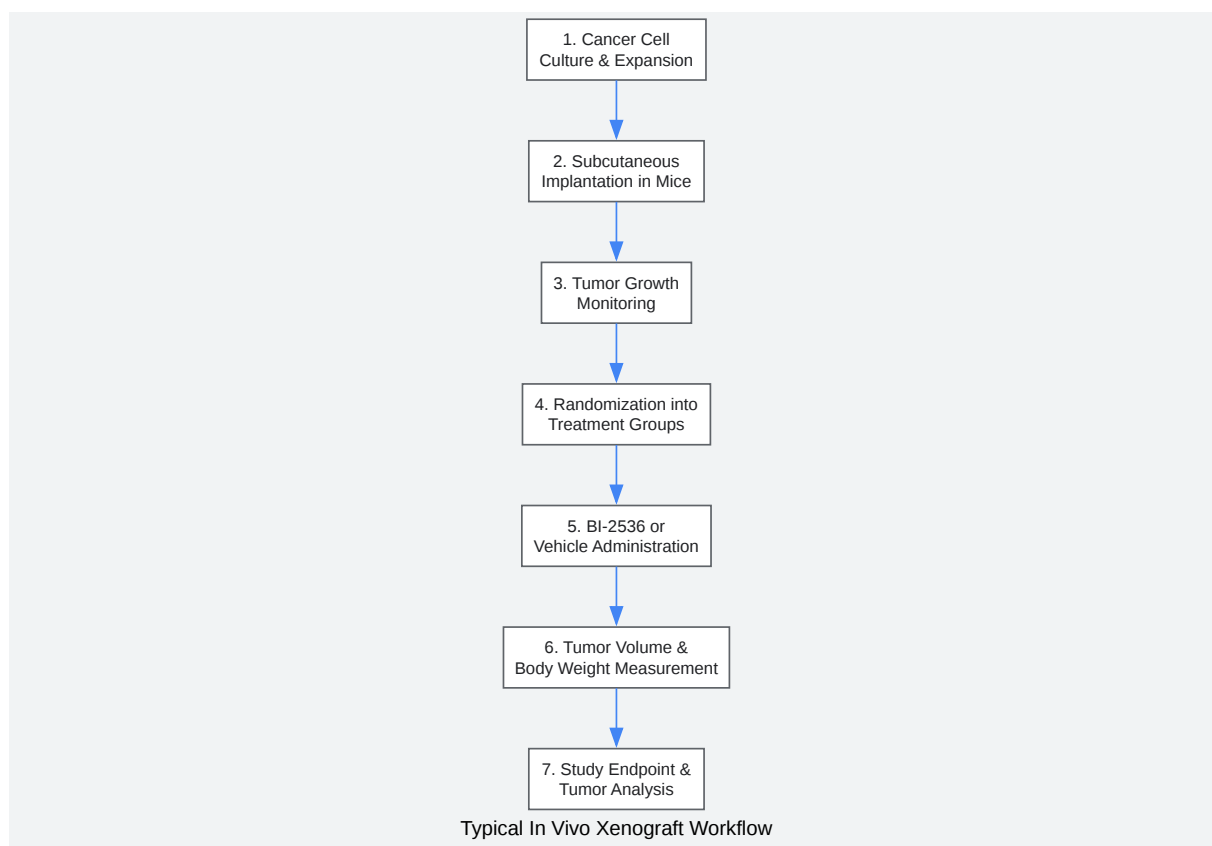 1. Cancer Cell
Culture & Expansion
2. Subcutaneous
Implantation in Mice
3. Tumor Growth
Monitoring
4. Randomization into
Treatment Groups
5. BI-2536 or
Vehicle Administration
6. Tumor Volume &
Body Weight Measurement
7. Study Endpoint &
Tumor Analysis
Typical In Vivo Xenograft Workflow